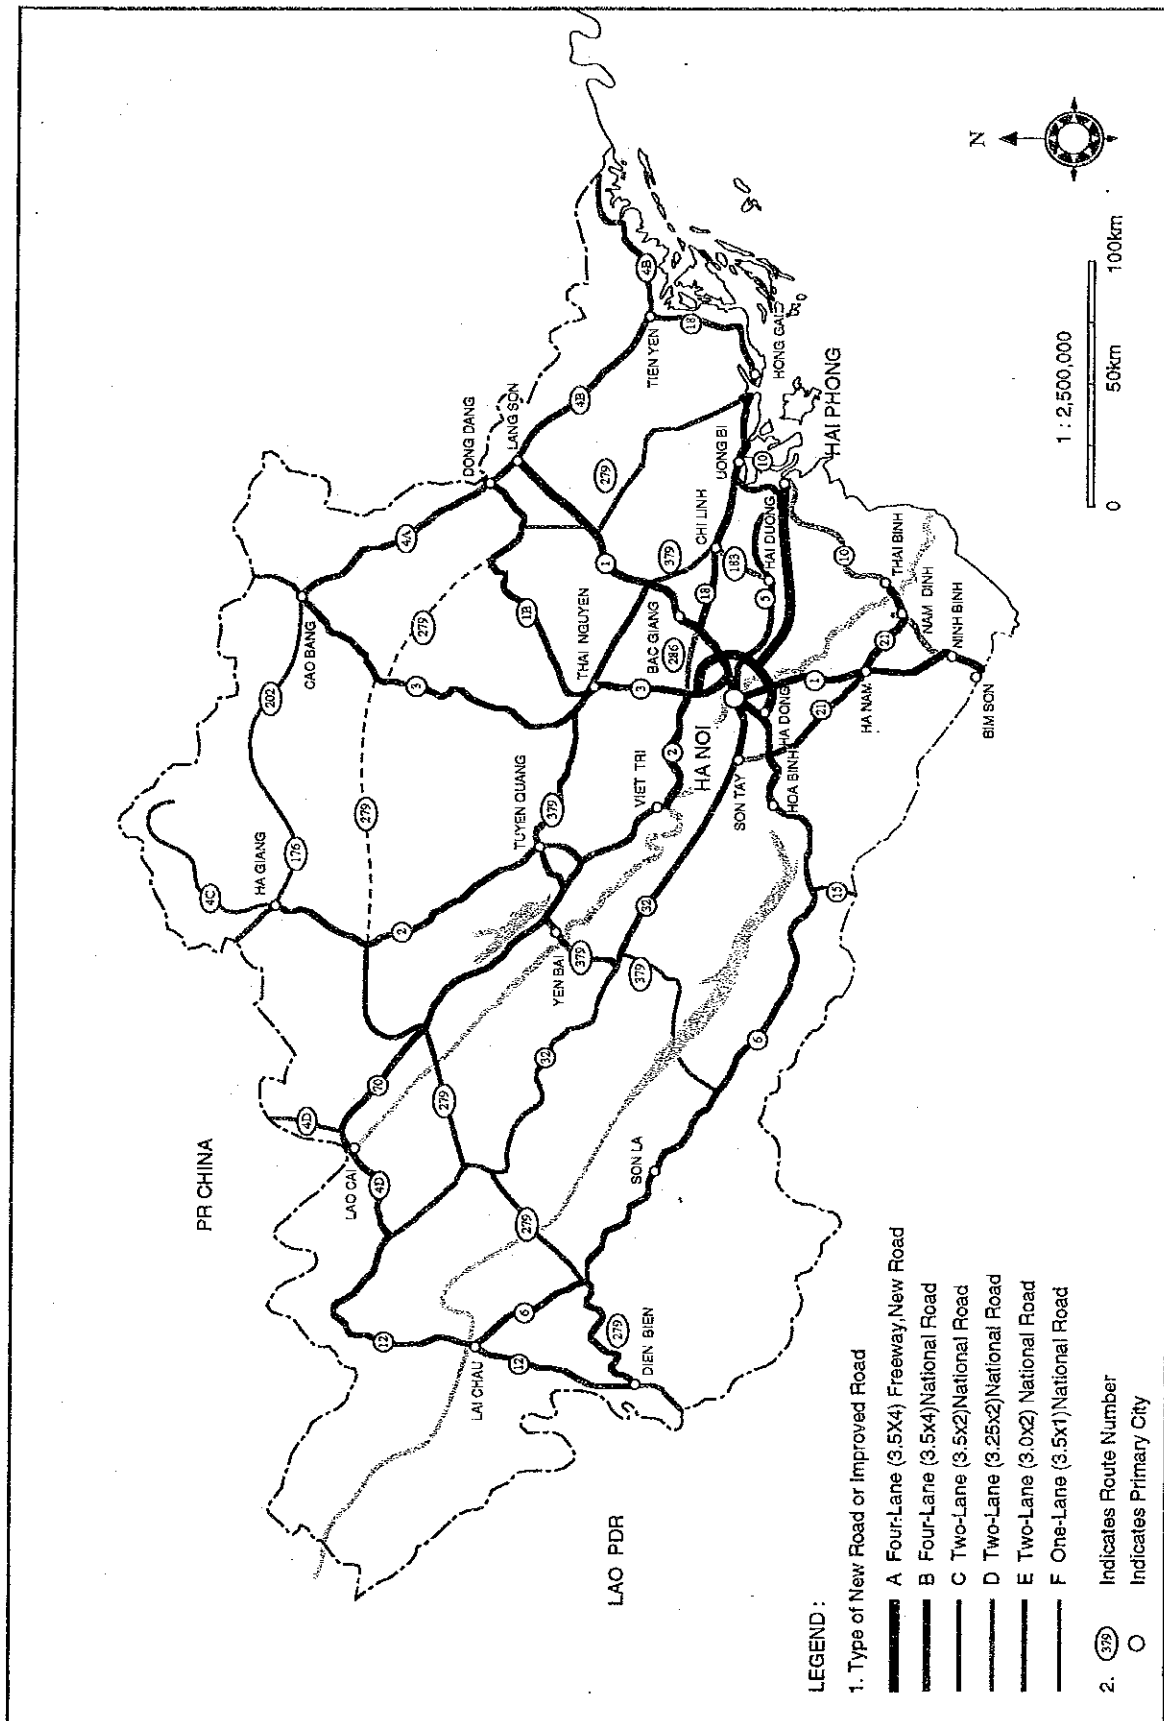 N
PR CHINA
LAO PDR
HA GIANG
CAO BANG
DONG DANG
LANG SON
TIEN YEN
HONG GAI
HAI PHONG
UONG BI
CHI LINH
HAI DUONG
THAI BINH
NAM DINH
NINH BINH
BIM SON
HA NAM
HA DONG
HOA BINH
SON TAY
HA NOI
VIET TRI
BAC GIANG
THAI NGUYEN
TUYEN QUANG
YEN BAI
LAO CAI
LAI CHAU
DIEN BIEN
SON LA
4C
176
202
4A
4B
4B
18
279
279
279
3
1B
1
379
18
183
286
5
10
10
21
1
21
3
2
2
379
32
379
379
15
6
32
70
4D
4D
279
279
279
6
12
12
1 : 2,500,000
0 50km 100km
LEGEND :
1. Type of New Road or Improved Road
A Four-Lane (3.5X4) Freeway,New Road
B Four-Lane (3.5x4)National Road
C Two-Lane (3.5x2)National Road
D Two-Lane (3.25x2)National Road
E Two-Lane (3.0x2) National Road
F One-Lane (3.5x1)National Road
2. 379 Indicates Route Number
Indicates Primary City